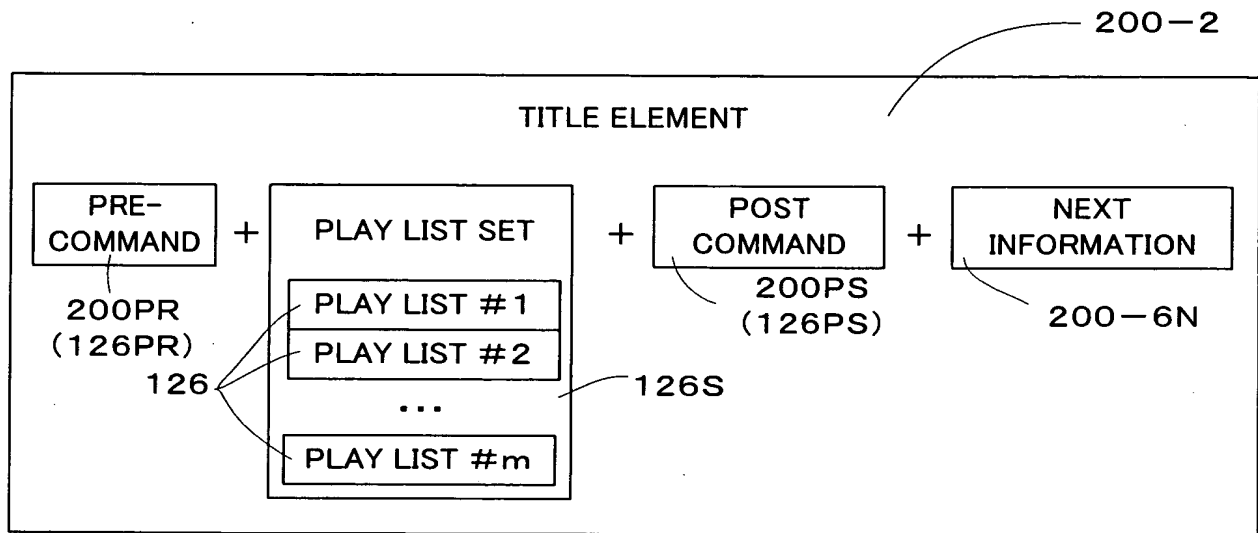 200-2
TITLE ELEMENT
PRE-
COMMAND
+
PLAY LIST SET
+
POST
COMMAND
+
NEXT
INFORMATION
200PR
(126PR)
PLAY LIST #1
PLAY LIST #2
...
PLAY LIST #m
126
126S
200PS
(126PS)
200-6N